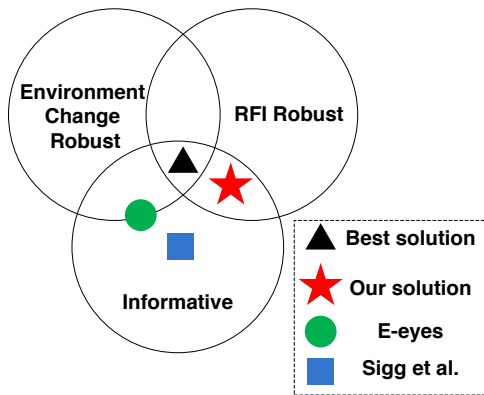 Environment
Change
Robust
RFI Robust
Informative
Best solution
Our solution
E-eyes
Sigg et al.